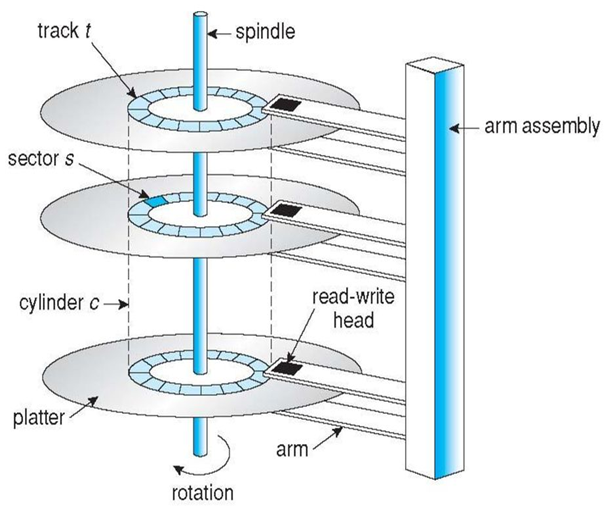 track t
spindle
arm assembly
sector s
cylinder c
read-write
head
platter
arm
rotation